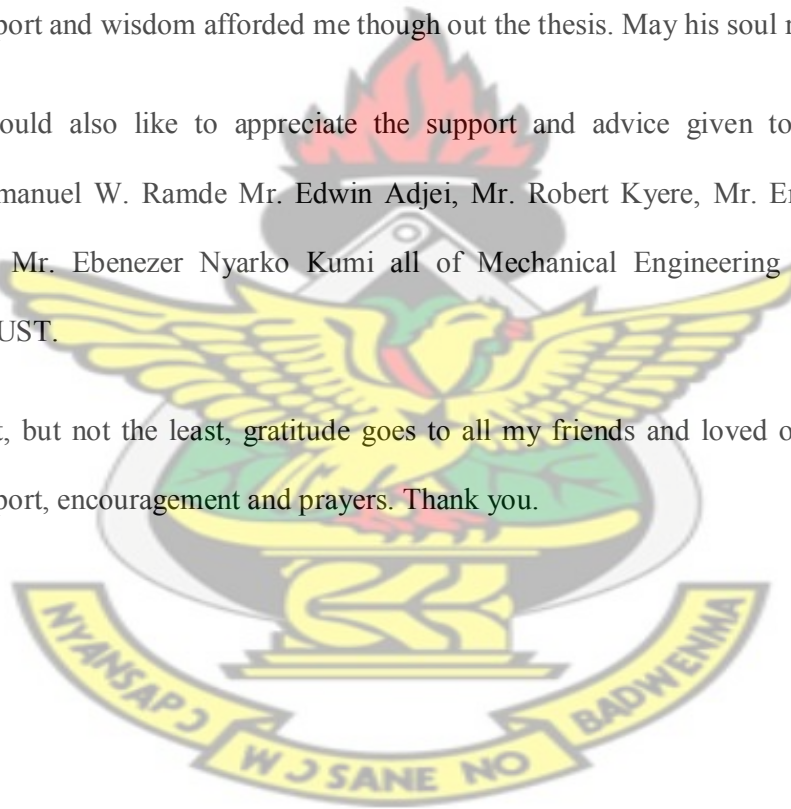 port and wisdom afforded me though out the thesis. May his soul
ould also like to appreciate the support and advice given to
manuel W. Ramde Mr. Edwin Adjei, Mr. Robert Kyere, Mr.
Mr. Ebenezer Nyarko Kumi all of Mechanical Engineering
UST.
t, but not the least, gratitude goes to all my friends and loved
port, encouragement and prayers. Thank you.
NYANSAPƆ
WƆSANE NO
BADWENMA